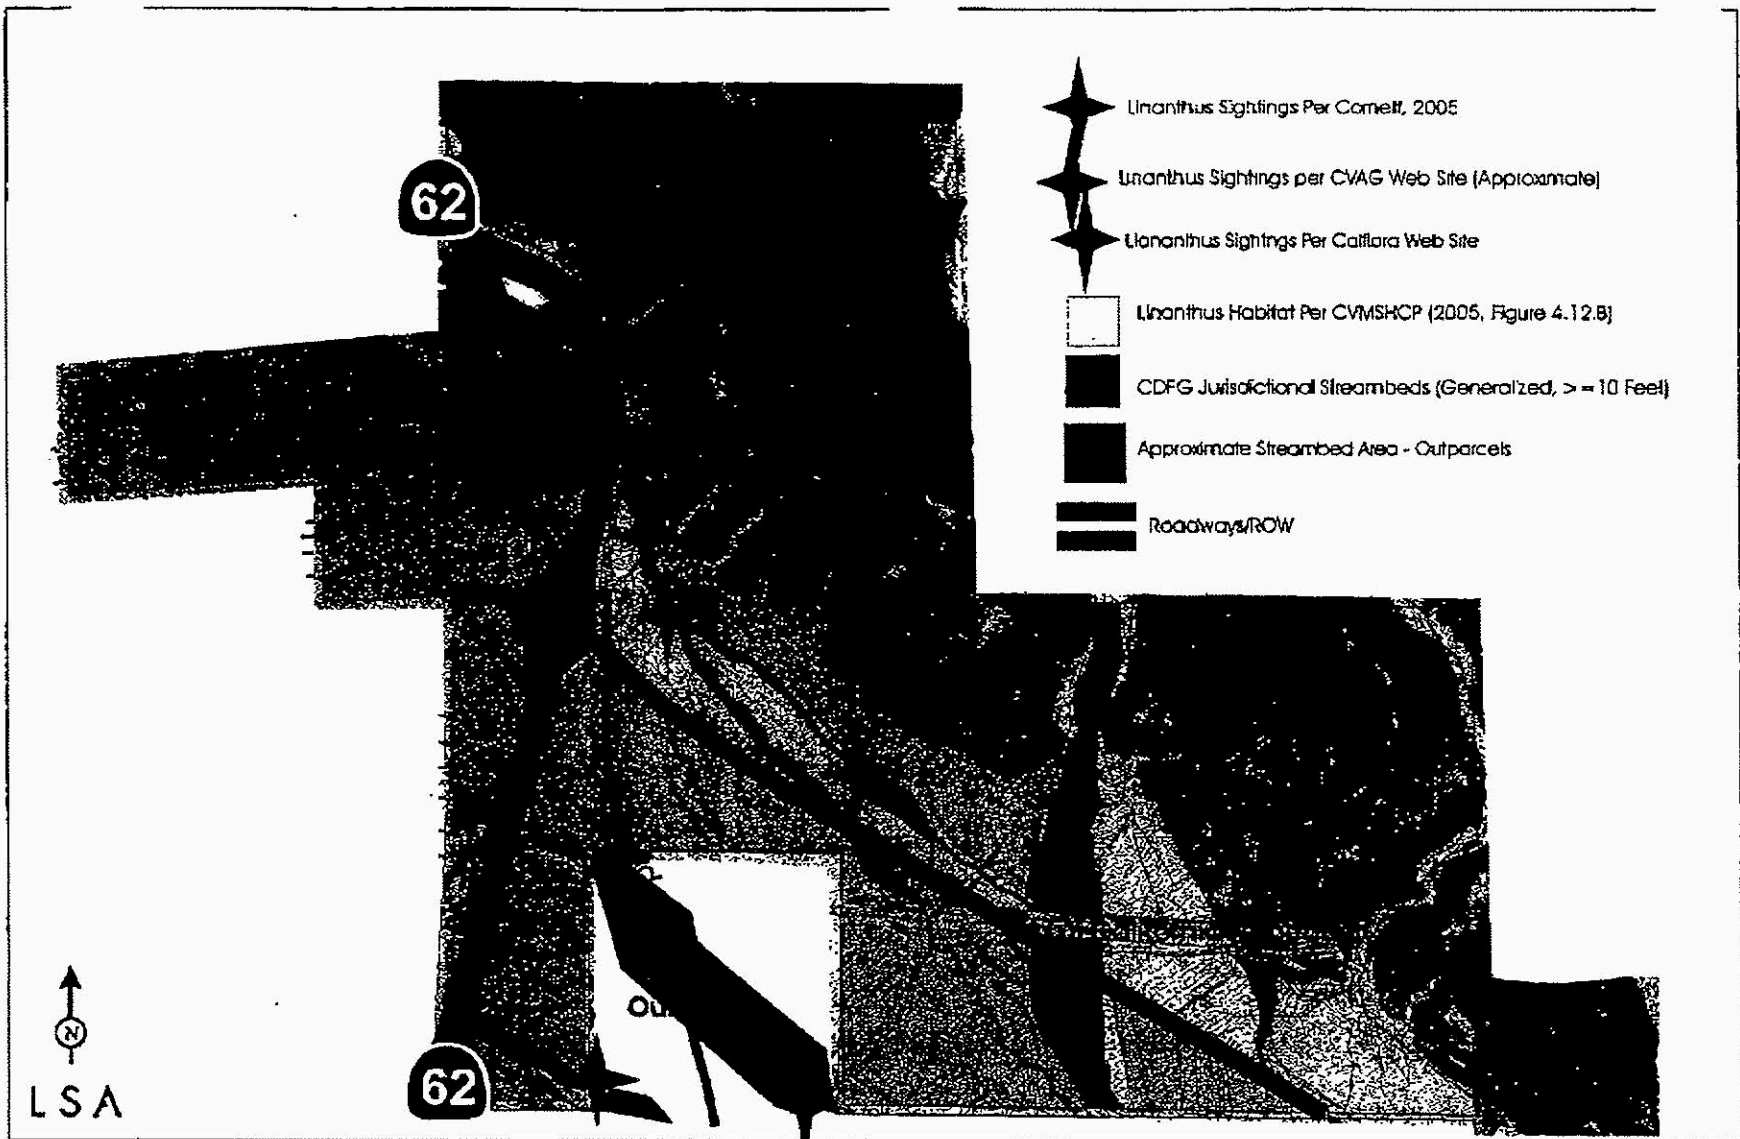 62
Linanthus Sightings Per Cornett, 2005
Linanthus Sightings per CVAG Web Site (Approximate)
Liananthus Sightings Per Calflora Web Site
Linanthus Habitat Per CVMSHCP (2005, Figure 4.12.B)
CDFG Jurisdictional Streambeds (Generalized, > = 10 Feet)
Approximate Streambed Area - Outparcels
Roadways/ROW
N
LSA
62